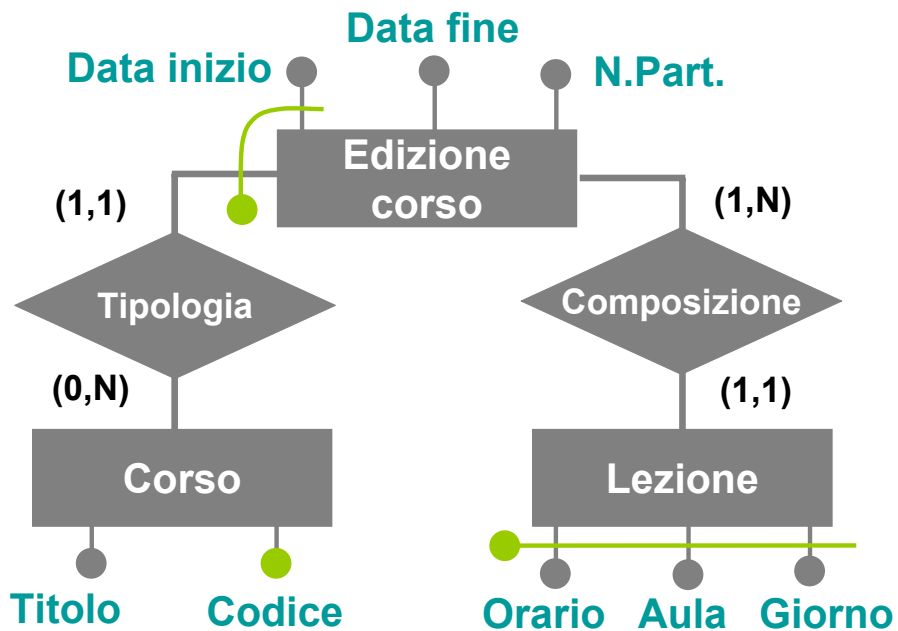 Data fine
Data inizio
N.Part.
Edizione
corso
(1,1)
(1,N)
Tipologia
Composizione
(0,N)
(1,1)
Corso
Lezione
Titolo
Codice
Orario
Aula
Giorno